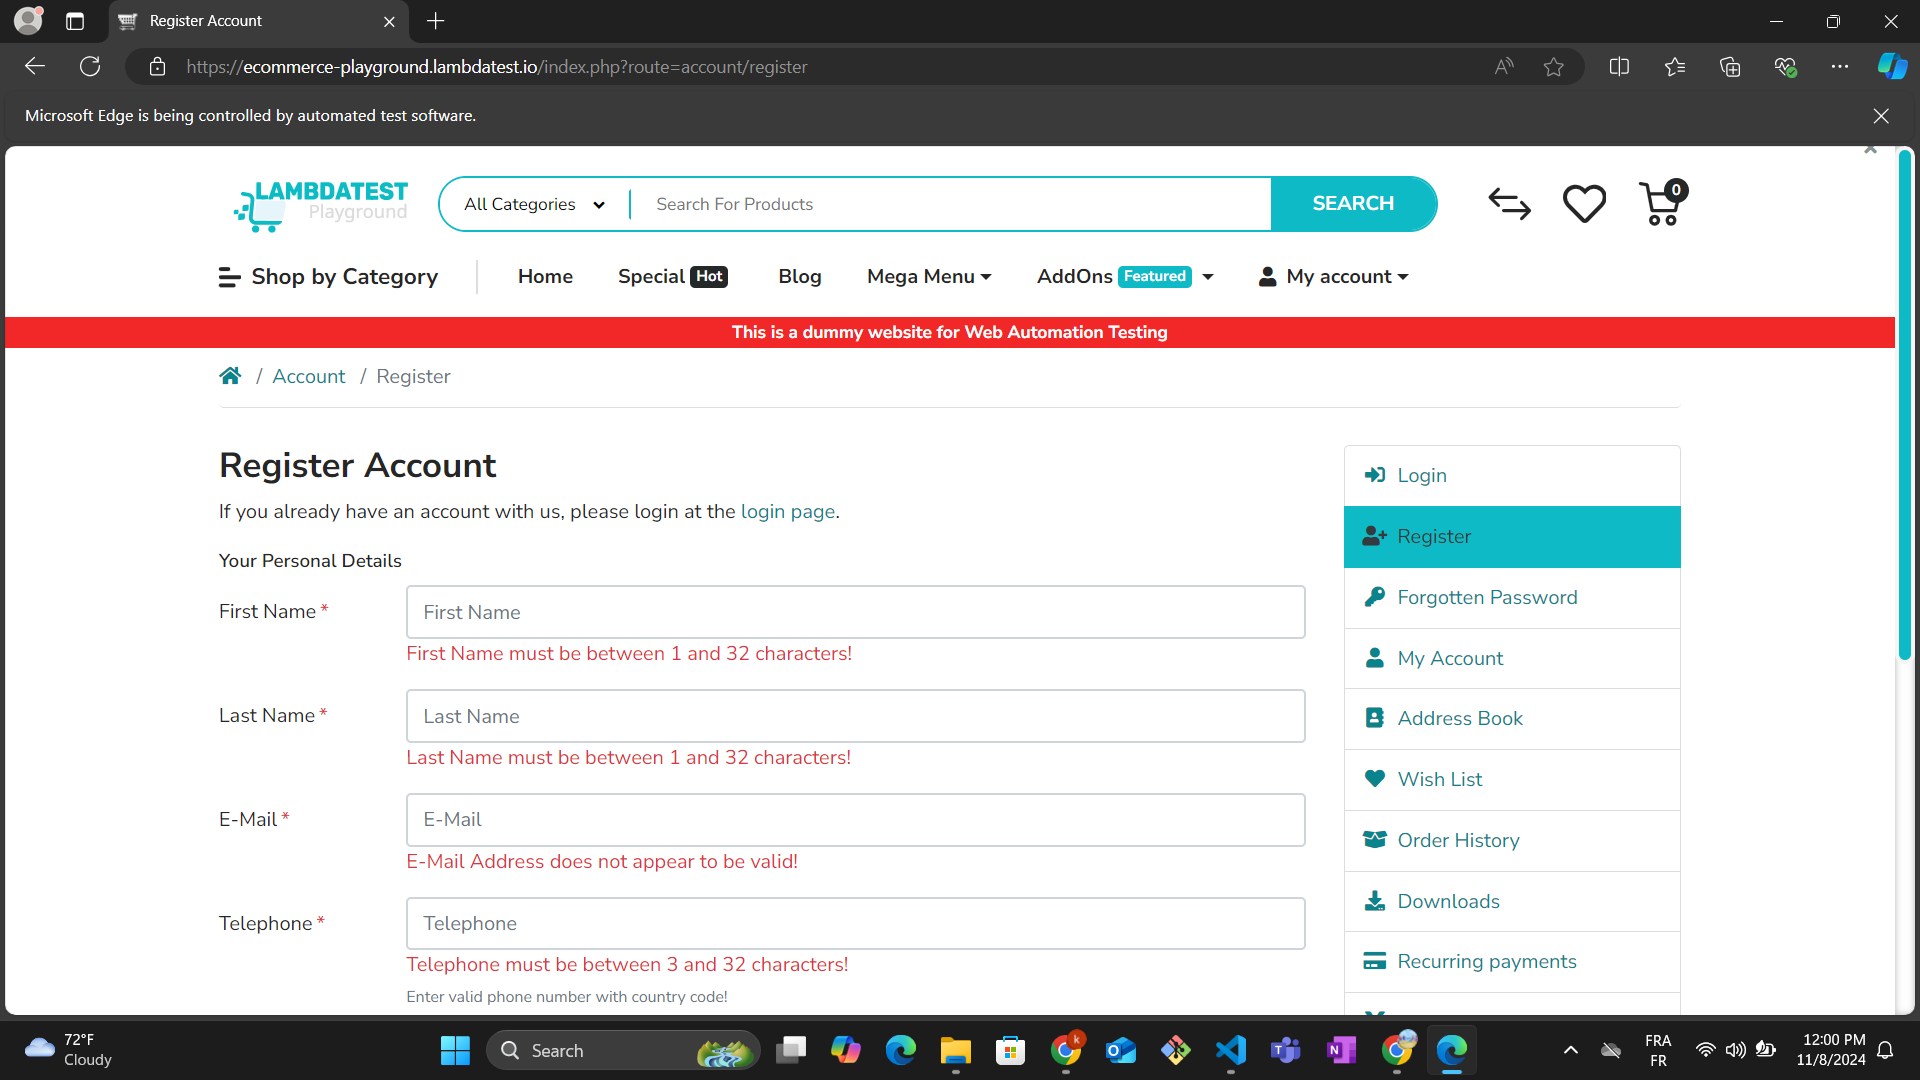 Register Account
https://ecommerce-playground.lambdatest.io/index.php?route=account/register
Microsoft Edge is being controlled by automated test software.
LAMBDATEST
Playground
All Categories
Search For Products
SEARCH
0
Shop by Category
Home
Special Hot
Blog
Mega Menu
AddOns Featured
My account
This is a dummy website for Web Automation Testing
/ Account / Register
Register Account
If you already have an account with us, please login at the login page.
Your Personal Details
First Name *
First Name
First Name must be between 1 and 32 characters!
Last Name *
Last Name
Last Name must be between 1 and 32 characters!
E-Mail *
E-Mail
E-Mail Address does not appear to be valid!
Telephone *
Telephone
Telephone must be between 3 and 32 characters!
Enter valid phone number with country code!
Login
Register
Forgotten Password
My Account
Address Book
Wish List
Order History
Downloads
Recurring payments
72°F
Cloudy
Search
k
FRA
FR
12:00 PM
11/8/2024